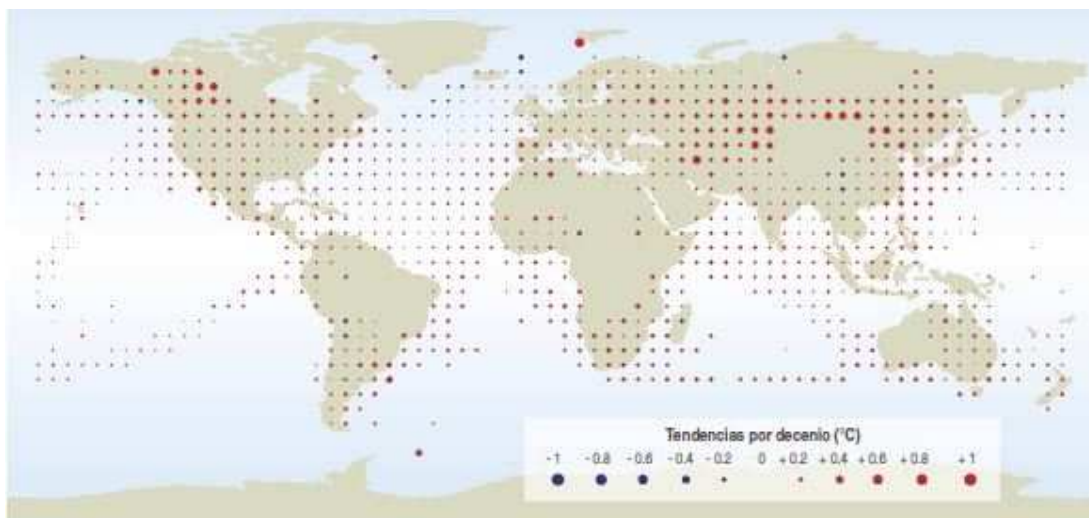 Tendencias por decenio (°C)
- 1 - 0.8 - 0.6 - 0.4 - 0.2 0 + 0.2 + 0.4 + 0.6 + 0.8 + 1